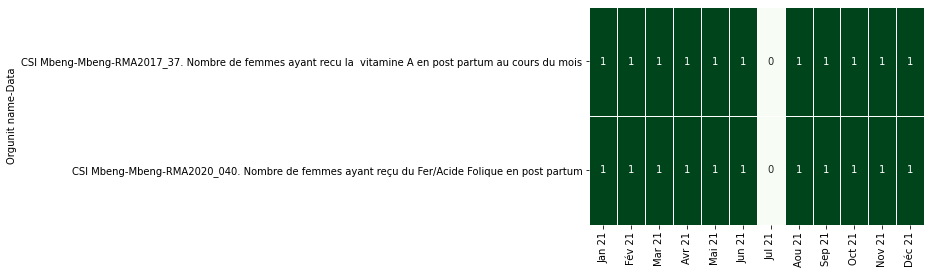 Orgunit name-Data
CSI Mbeng-Mbeng-RMA2017_37. Nombre de femmes ayant recu la  vitamine A en post partum au cours du mois
1 1 1 1 1 1 0 1 1 1 1 1
CSI Mbeng-Mbeng-RMA2020_040. Nombre de femmes ayant reçu du Fer/Acide Folique en post partum
1 1 1 1 1 1 0 1 1 1 1 1
Jan 21
Fév 21
Mar 21
Avr 21
Mai 21
Jun 21
Jul 21
Aou 21
Sep 21
Oct 21
Nov 21
Déc 21